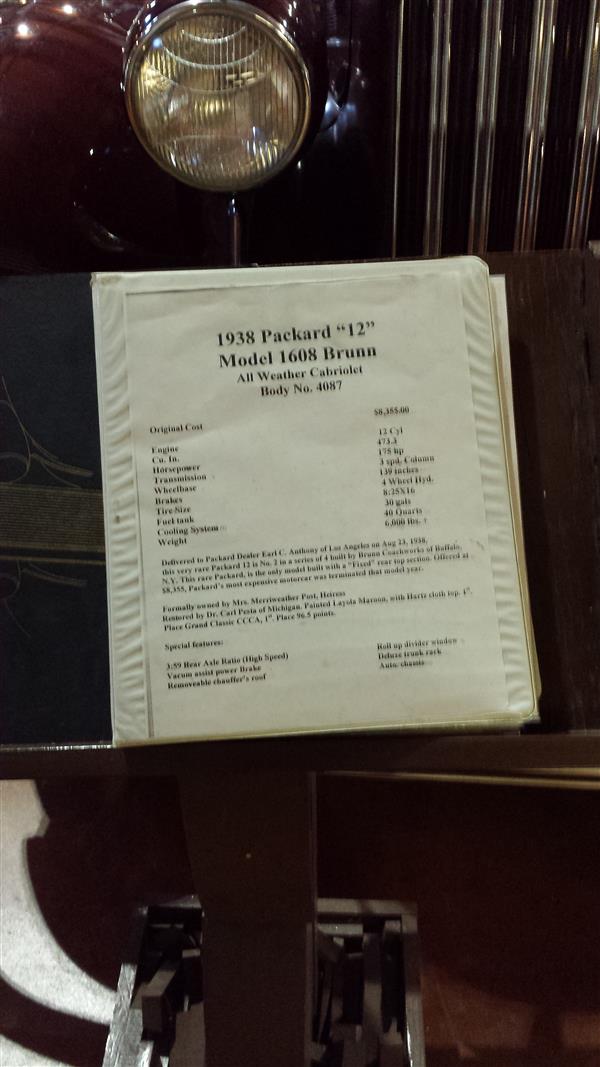 1938 Packard “12”
Model 1608 Brunn
All Weather Cabriolet
Body No. 4087
Original Cost $8,355.00
Engine 12 Cyl
Cu. In. 473.3
Horsepower 175 hp
Transmission 3 spd. Column
Wheelbase 139 inches
Brakes 4 Wheel Hyd.
Tire Size 8:25X16
Fuel tank 30 gals
Cooling System 40 Quarts
Weight 6,000 lbs.
Delivered to Packard Dealer Earl C. Anthony of Los Angeles on Aug 23, 1938,
this very rare Packard 12 is No. 2 in a series of 4 built by Brunn Coachworks of Buffalo,
N.Y. This rare Packard, is the only model built with a “Fixed” rear top section. Offered at
$8,355, Packard's most expensive motorcar was terminated that model year.
Formally owned by Mrs. Merriweather Post, Heiress
Restored by Dr. Carl Pesta of Michigan. Painted Layola Maroon, with Hartz cloth top. 1st.
Place Grand Classic CCCA, 1st. Place 96.5 points.
Special features:
3:59 Rear Axle Ratio (High Speed) Roll up divider window
Vacum assist power Brake Deluxe trunk rack
Removeable chauffer's roof Auto. chassis